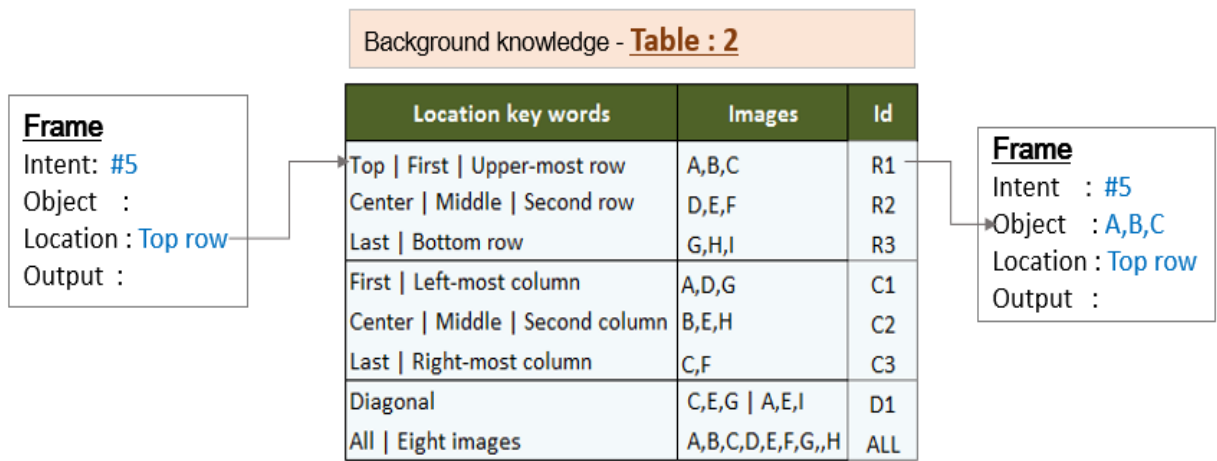 Background knowledge - Table : 2
Frame
Intent: #5
Object :
Location : Top row
Output :
Location key words Images Id
Top | First | Upper-most row A,B,C R1
Center | Middle | Second row D,E,F R2
Last | Bottom row G,H,I R3
First | Left-most column A,D,G C1
Center | Middle | Second column B,E,H C2
Last | Right-most column C,F C3
Diagonal C,E,G | A,E,I D1
All | Eight images A,B,C,D,E,F,G,,H ALL
Frame
Intent : #5
Object : A,B,C
Location : Top row
Output :